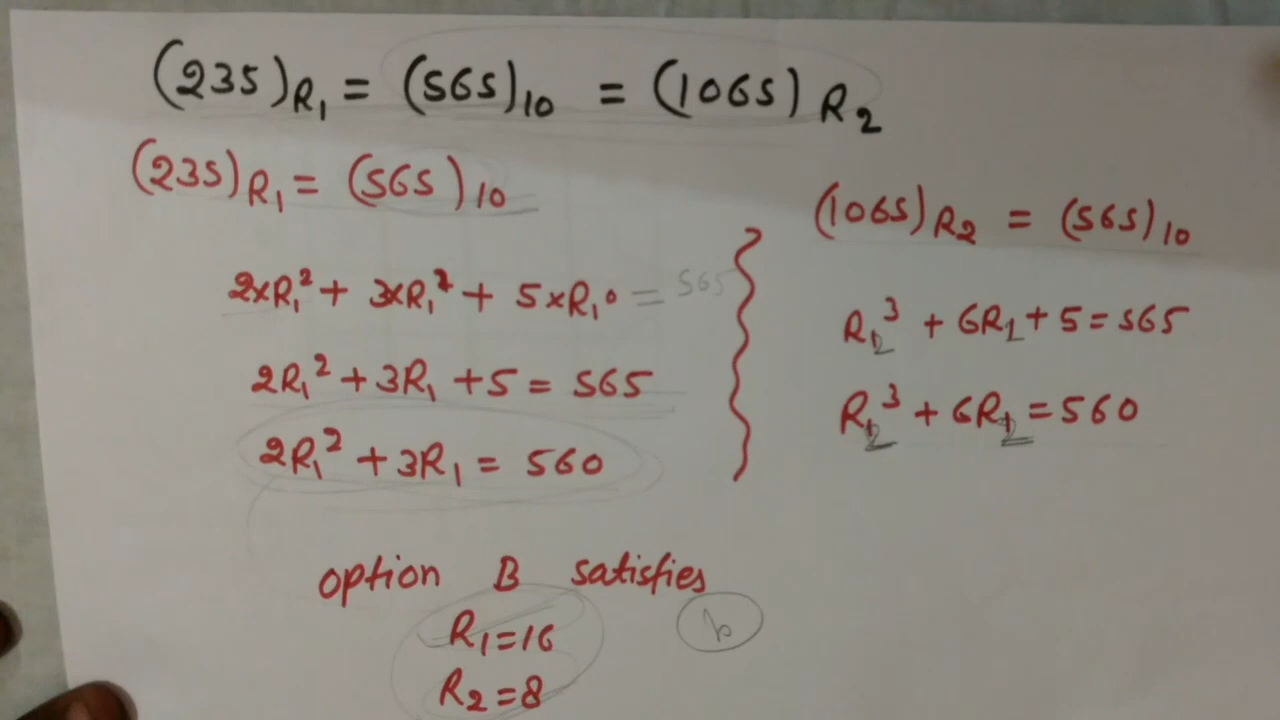 (235)R₁ = (565)₁₀ = (1065)R₂
(235)R₁ = (565)₁₀
2×R₁² + 3×R₁¹ + 5×R₁⁰ = 565
2R₁² + 3R₁ + 5 = 565
2R₁² + 3R₁ = 560
(1065)R₂ = (565)₁₀
R₂³ + 6R₂ + 5 = 565
R₂³ + 6R₂ = 560
option B satisfies
R₁=16
b
R₂=8